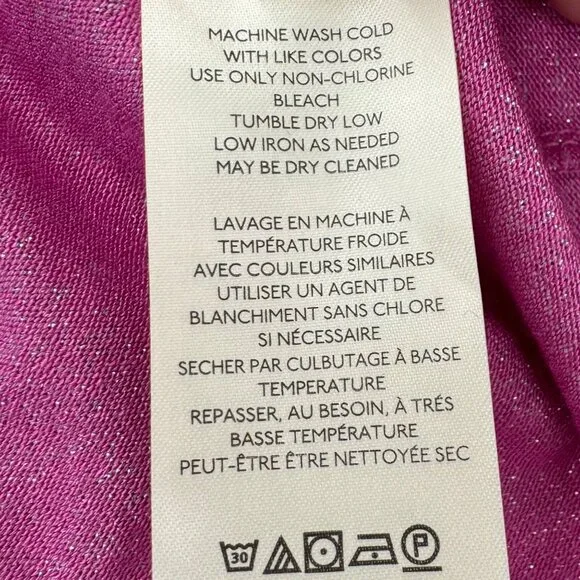 MACHINE WASH COLD
WITH LIKE COLORS
USE ONLY NON-CHLORINE
BLEACH
TUMBLE DRY LOW
LOW IRON AS NEEDED
MAY BE DRY CLEANED
LAVAGE EN MACHINE À
TEMPÉRATURE FROIDE
AVEC COULEURS SIMILAIRES
UTILISER UN AGENT DE
BLANCHIMENT SANS CHLORE
SI NÉCESSAIRE
SECHER PAR CULBUTAGE À BASSE
TEMPERATURE
REPASSER, AU BESOIN, À TRÉS
BASSE TEMPÉRATURE
PEUT-ÊTRE ÊTRE NETTOYÉE SEC
30 P